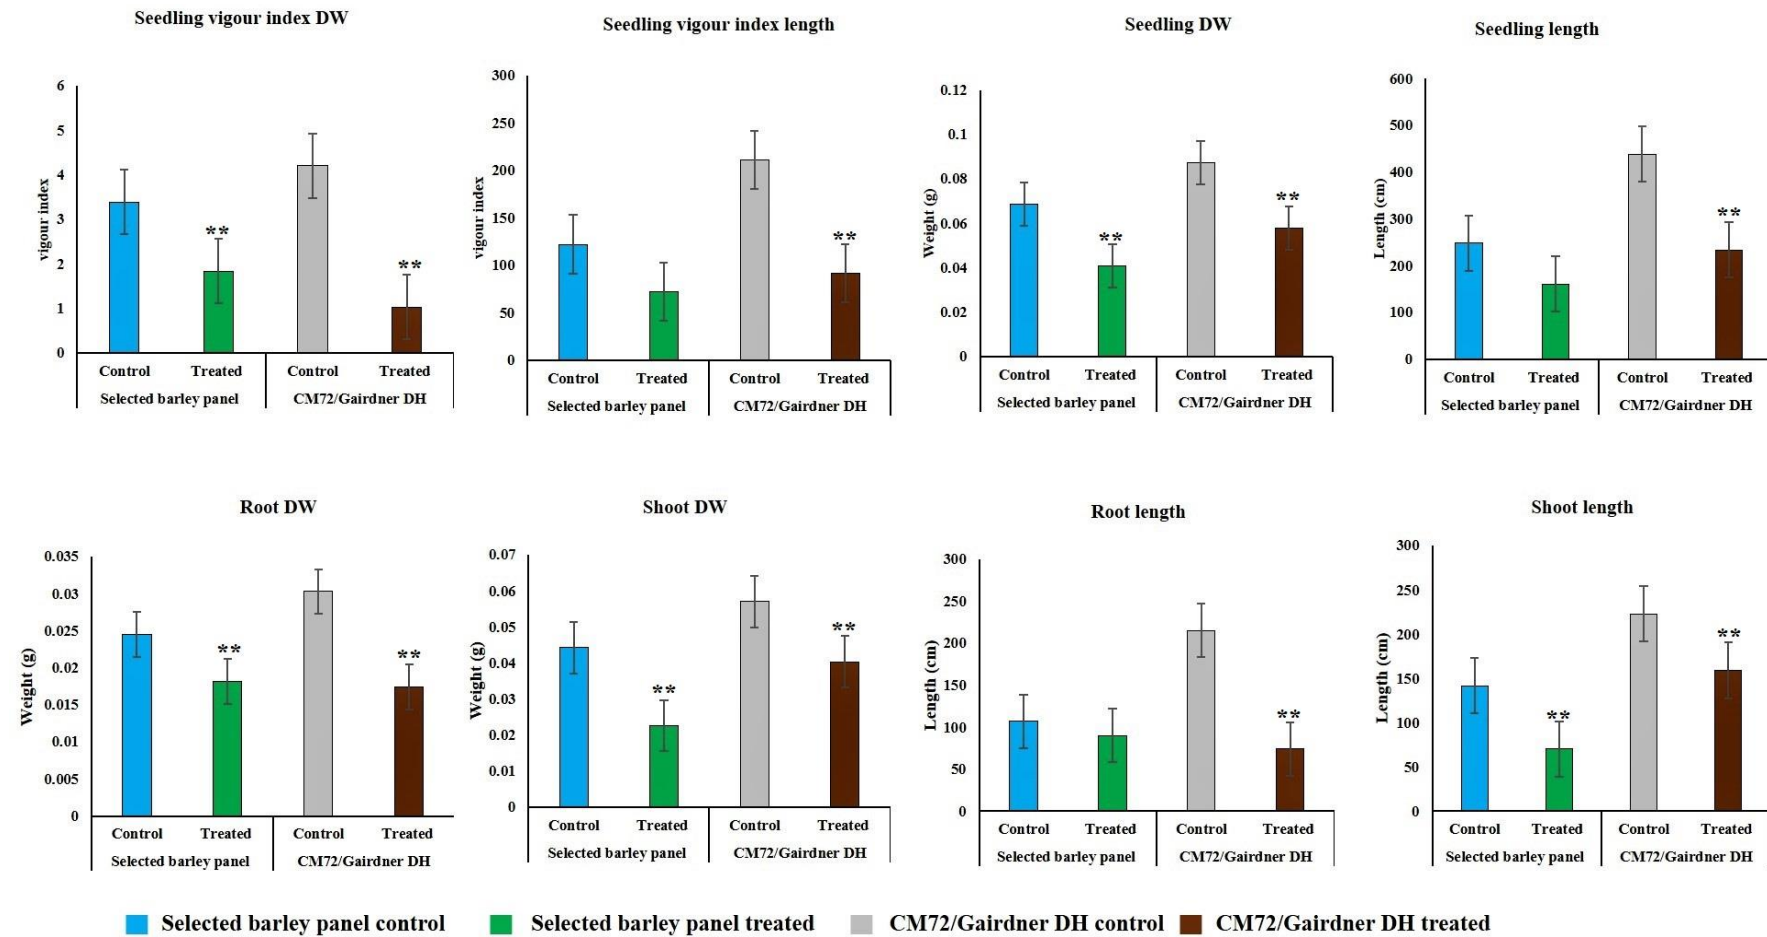 Seedling vigour index DW
vigour index
6
5
4
3
2
1
0
**
**
Control Treated Control Treated
Selected barley panel CM72/Gairdner DH
Seedling vigour index length
vigour index
300
250
200
150
100
50
0
**
Control Treated Control Treated
Selected barley panel CM72/Gairdner DH
Seedling DW
Weight (g)
0.12
0.1
0.08
0.06
0.04
0.02
0
**
**
Control Treated Control Treated
Selected barley panel CM72/Gairdner DH
Seedling length
Length (cm)
600
500
400
300
200
100
0
**
Control Treated Control Treated
Selected barley panel CM72/Gairdner DH
Root DW
Weight (g)
0.035
0.03
0.025
0.02
0.015
0.01
0.005
0
**
**
Control Treated Control Treated
Selected barley panel CM72/Gairdner DH
Shoot DW
Weight (g)
0.07
0.06
0.05
0.04
0.03
0.02
0.01
0
**
**
Control Treated Control Treated
Selected barley panel CM72/Gairdner DH
Root length
Length (cm)
300
250
200
150
100
50
0
**
Control Treated Control Treated
Selected barley panel CM72/Gairdner DH
Shoot length
Length (cm)
300
250
200
150
100
50
0
**
**
Control Treated Control Treated
Selected barley panel CM72/Gairdner DH
Selected barley panel control Selected barley panel treated CM72/Gairdner DH control CM72/Gairdner DH treated